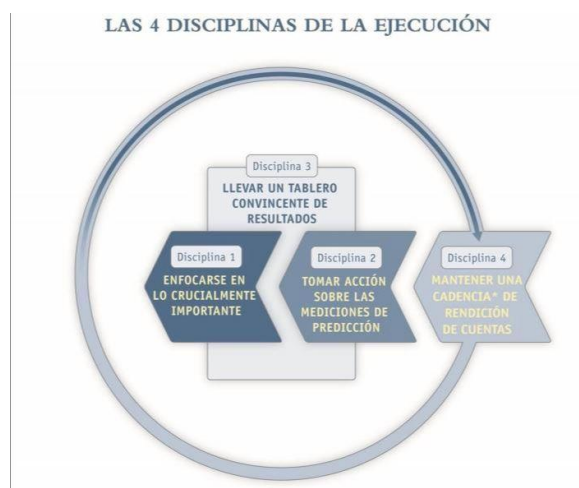 LAS 4 DISCIPLINAS DE LA EJECUCIÓN
Disciplina 3
LLEVAR UN TABLERO
CONVINCENTE DE
RESULTADOS
Disciplina 1
ENFOCARSE EN
LO CRUCIALMENTE
IMPORTANTE
Disciplina 2
TOMAR ACCIÓN
SOBRE LAS
MEDICIONES DE
PREDICCIÓN
Disciplina 4
MANTENER UNA
CADENCIA* DE
RENDICIÓN
DE CUENTAS